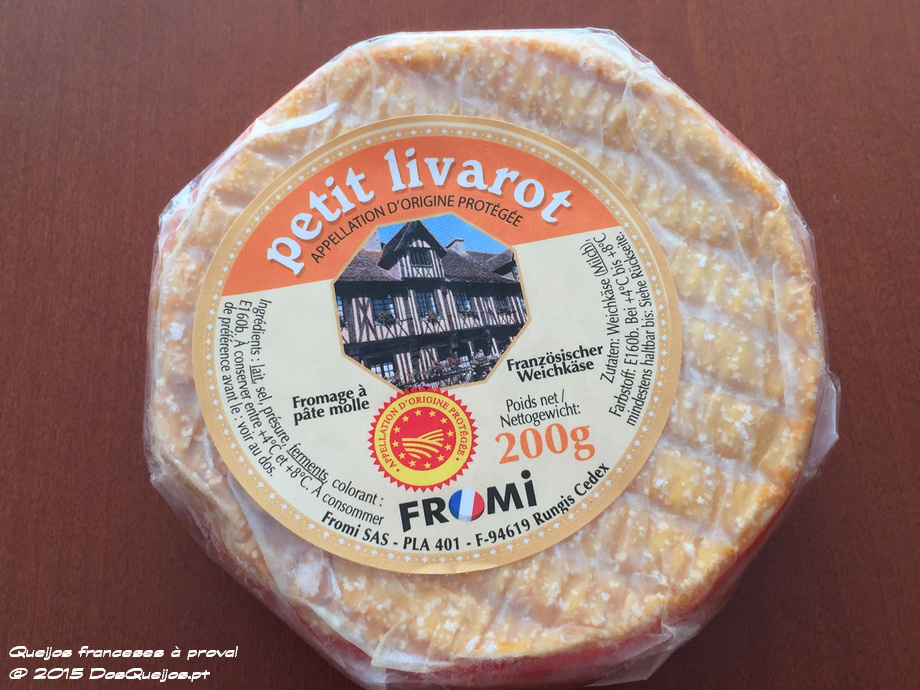 petit livarot
APPELLATION D'ORIGINE PROTÉGÉE
Ingrédients : lait, sel, présure, ferments, colorant :
E160b. À conserver entre +4°C et +8°C. À consommer
de préférence avant le : voir au dos.
Fromage à
pâte molle
Französischer
Weichkäse
Zutaten: Weichkäse (Milch),
Farbstoff: E160b. Bei +4°C bis +8°C
mindestens haltbar bis: Siehe Rückseite.
Poids net /
Nettogewicht:
200g
APPELLATION D'ORIGINE PROTÉGÉE
FROMi
Fromi SAS - PLA 401 - F-94619 Rungis Cedex
Queijos franceses à prova!
@ 2015 DosQueijos.pt